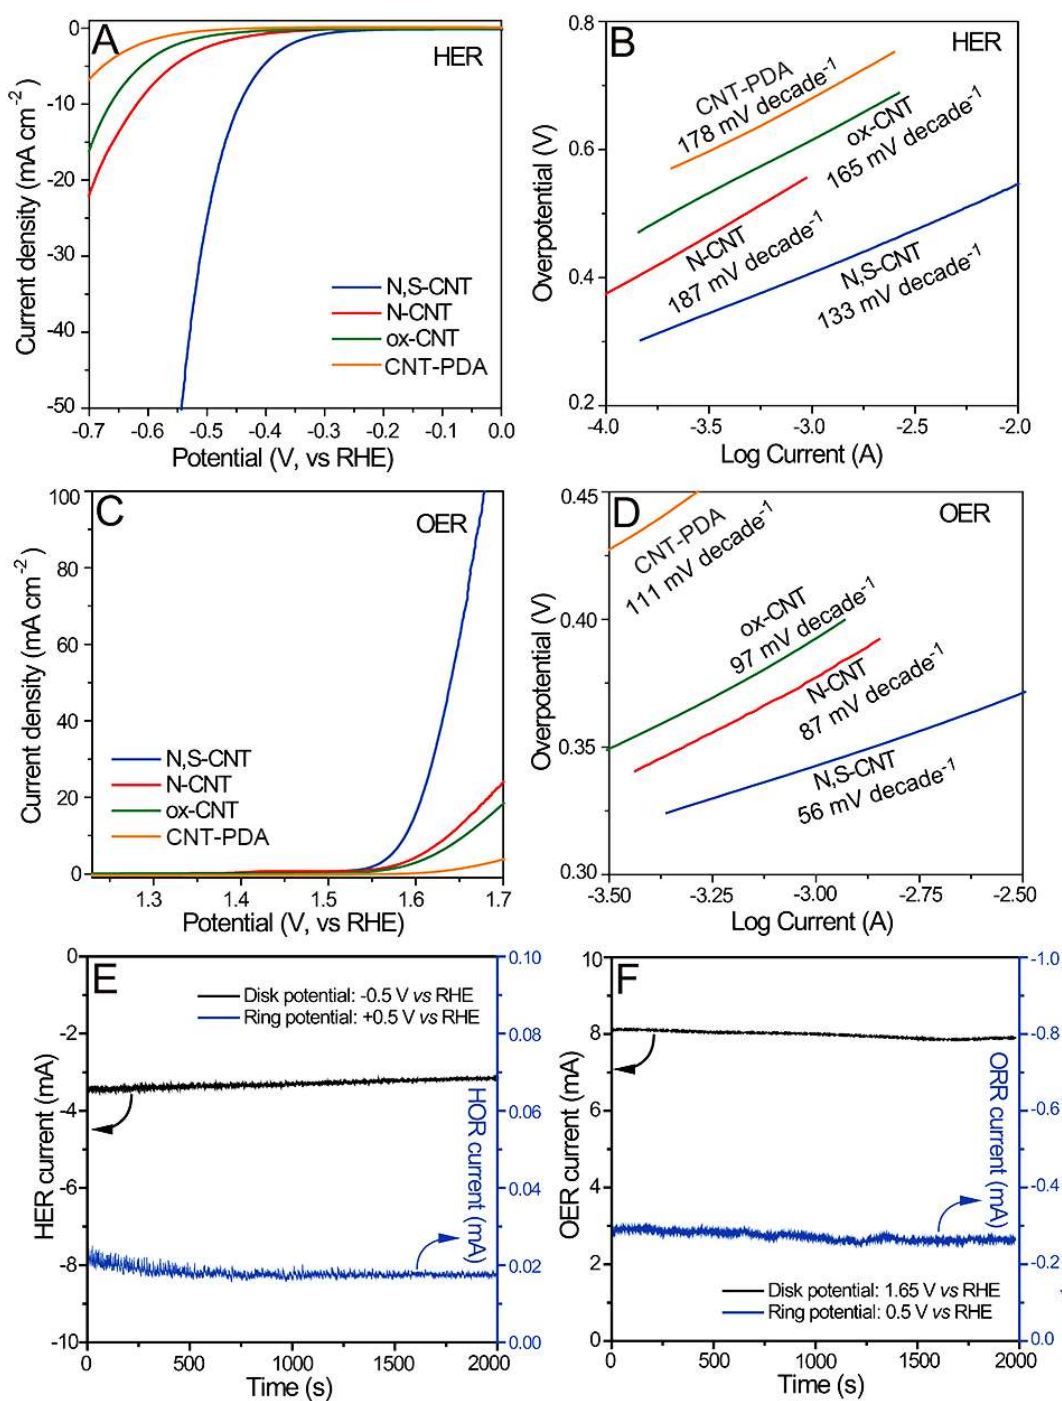 A
HER
0
-10
-20
-30
-40
-50
Current density (mA cm⁻²)
N,S-CNT
N-CNT
ox-CNT
CNT-PDA
-0.7 -0.6 -0.5 -0.4 -0.3 -0.2 -0.1 0.0
Potential (V, vs RHE)
B
HER
0.8
0.6
0.4
0.2
Overpotential (V)
CNT-PDA
178 mV decade⁻¹
ox-CNT
165 mV decade⁻¹
N-CNT
187 mV decade⁻¹
N,S-CNT
133 mV decade⁻¹
-4.0 -3.5 -3.0 -2.5 -2.0
Log Current (A)
C
OER
100
80
60
40
20
0
Current density (mA cm⁻²)
N,S-CNT
N-CNT
ox-CNT
CNT-PDA
1.3 1.4 1.5 1.6 1.7
Potential (V, vs RHE)
D
OER
0.45
0.40
0.35
0.30
Overpotential (V)
CNT-PDA
111 mV decade⁻¹
ox-CNT
97 mV decade⁻¹
N-CNT
87 mV decade⁻¹
N,S-CNT
56 mV decade⁻¹
-3.50 -3.25 -3.00 -2.75 -2.50
Log Current (A)
E
0
-2
-4
-6
-8
-10
HER current (mA)
Disk potential: -0.5 V vs RHE
Ring potential: +0.5 V vs RHE
0.10
0.08
0.06
0.04
0.02
0.00
HOR current (mA)
0 500 1000 1500 2000
Time (s)
F
10
8
6
4
2
0
OER current (mA)
-1.0
-0.8
-0.6
-0.4
-0.2
0.0
ORR current (mA)
Disk potential: 1.65 V vs RHE
Ring potential: 0.5 V vs RHE
0 500 1000 1500 2000
Time (s)